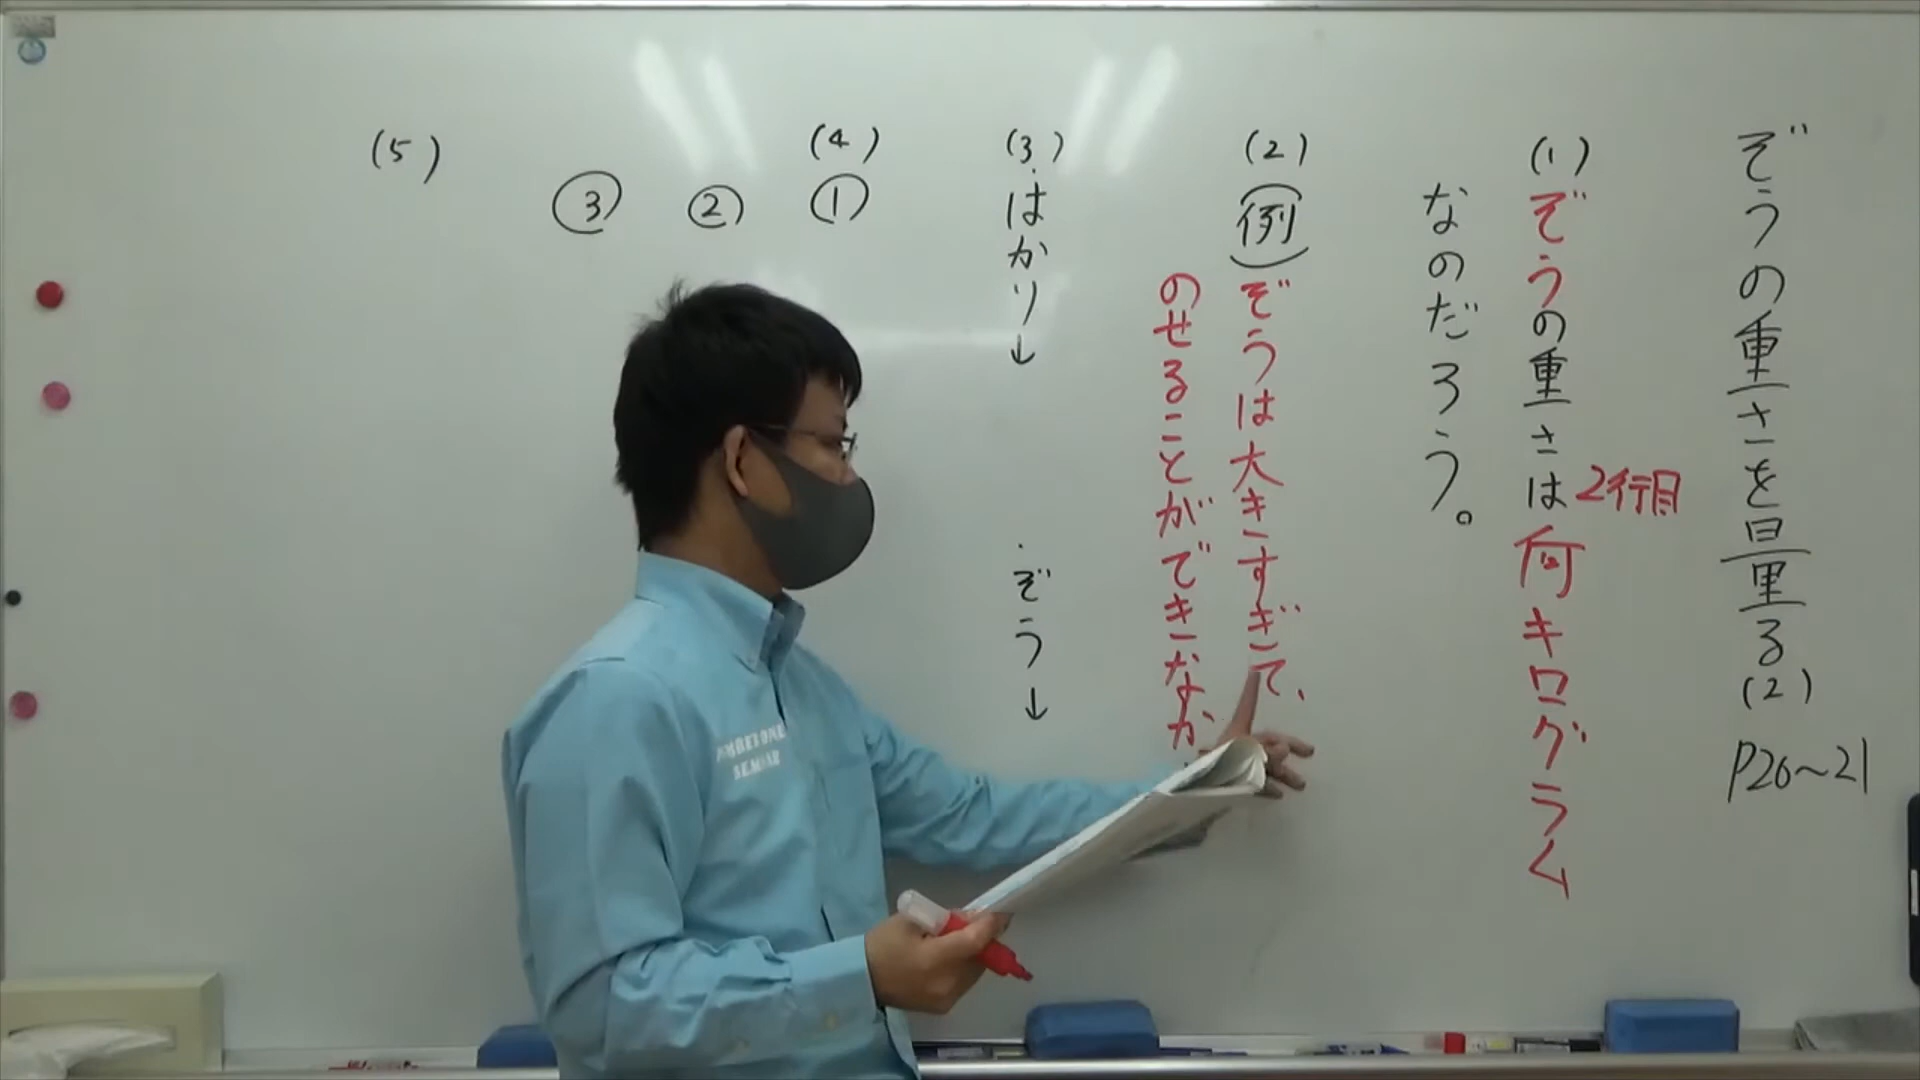 ぞうの重さを量る(2) P20~21
(1) ぞうの重さは何キログラム
2行目
なのだろう。
(2) (例) ぞうは大きすぎて、
のせることができなか
(3) はかり↓ ぞう↓
(4) ①
②
③
(5)